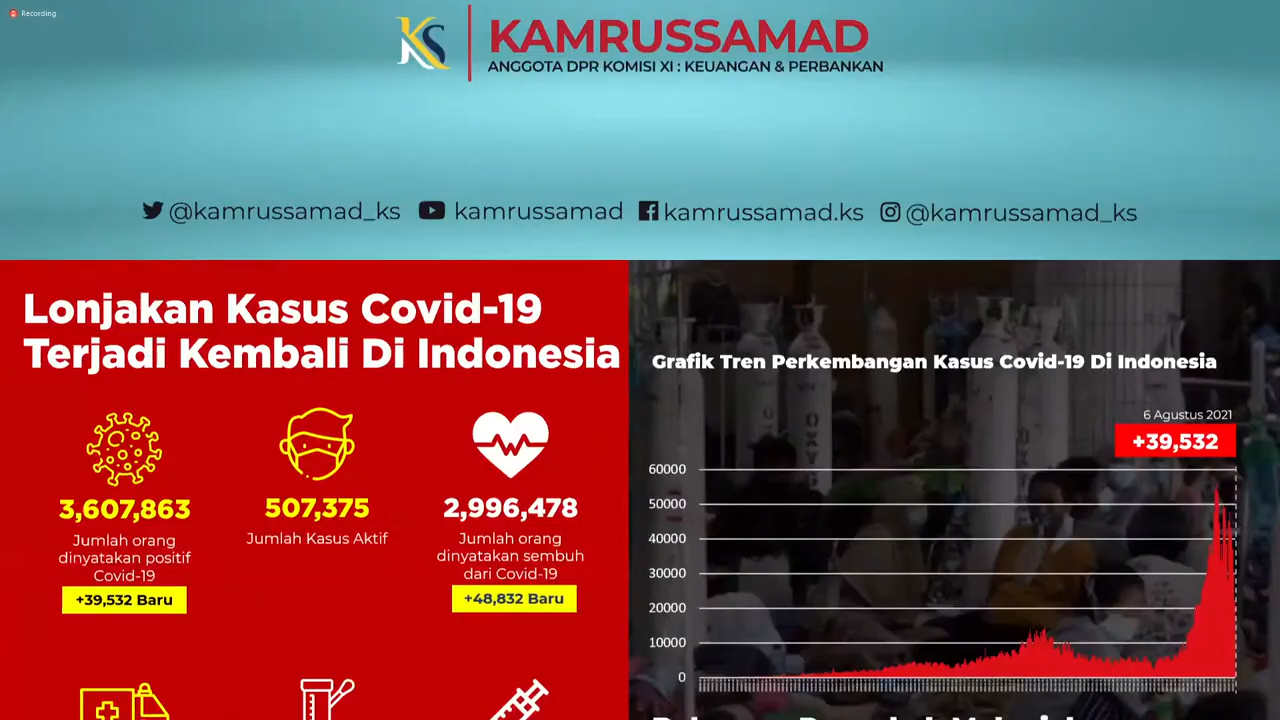 Recording
KS
KAMRUSSAMAD
ANGGOTA DPR KOMISI XI : KEUANGAN & PERBANKAN
@kamrussamad_ks kamrussamad kamrussamad.ks @kamrussamad_ks
Lonjakan Kasus Covid-19
Terjadi Kembali Di Indonesia
3,607,863
Jumlah orang
dinyatakan positif
Covid-19
+39,532 Baru
507,375
Jumlah Kasus Aktif
2,996,478
Jumlah orang
dinyatakan sembuh
dari Covid-19
+48,832 Baru
Grafik Tren Perkembangan Kasus Covid-19 Di Indonesia
6 Agustus 2021
+39,532
60000
50000
40000
30000
20000
10000
0